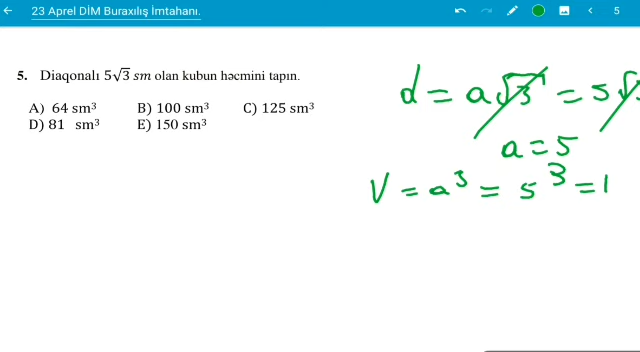 23 Aprel DİM Buraxılış İmtahanı.
5
5. Diaqonalı 5√3 sm olan kubun həcmini tapın.
A) 64 sm³ B) 100 sm³ C) 125 sm³
D) 81 sm³ E) 150 sm³
d = a√3 = 5√
a = 5
V = a³ = 5³ = 1